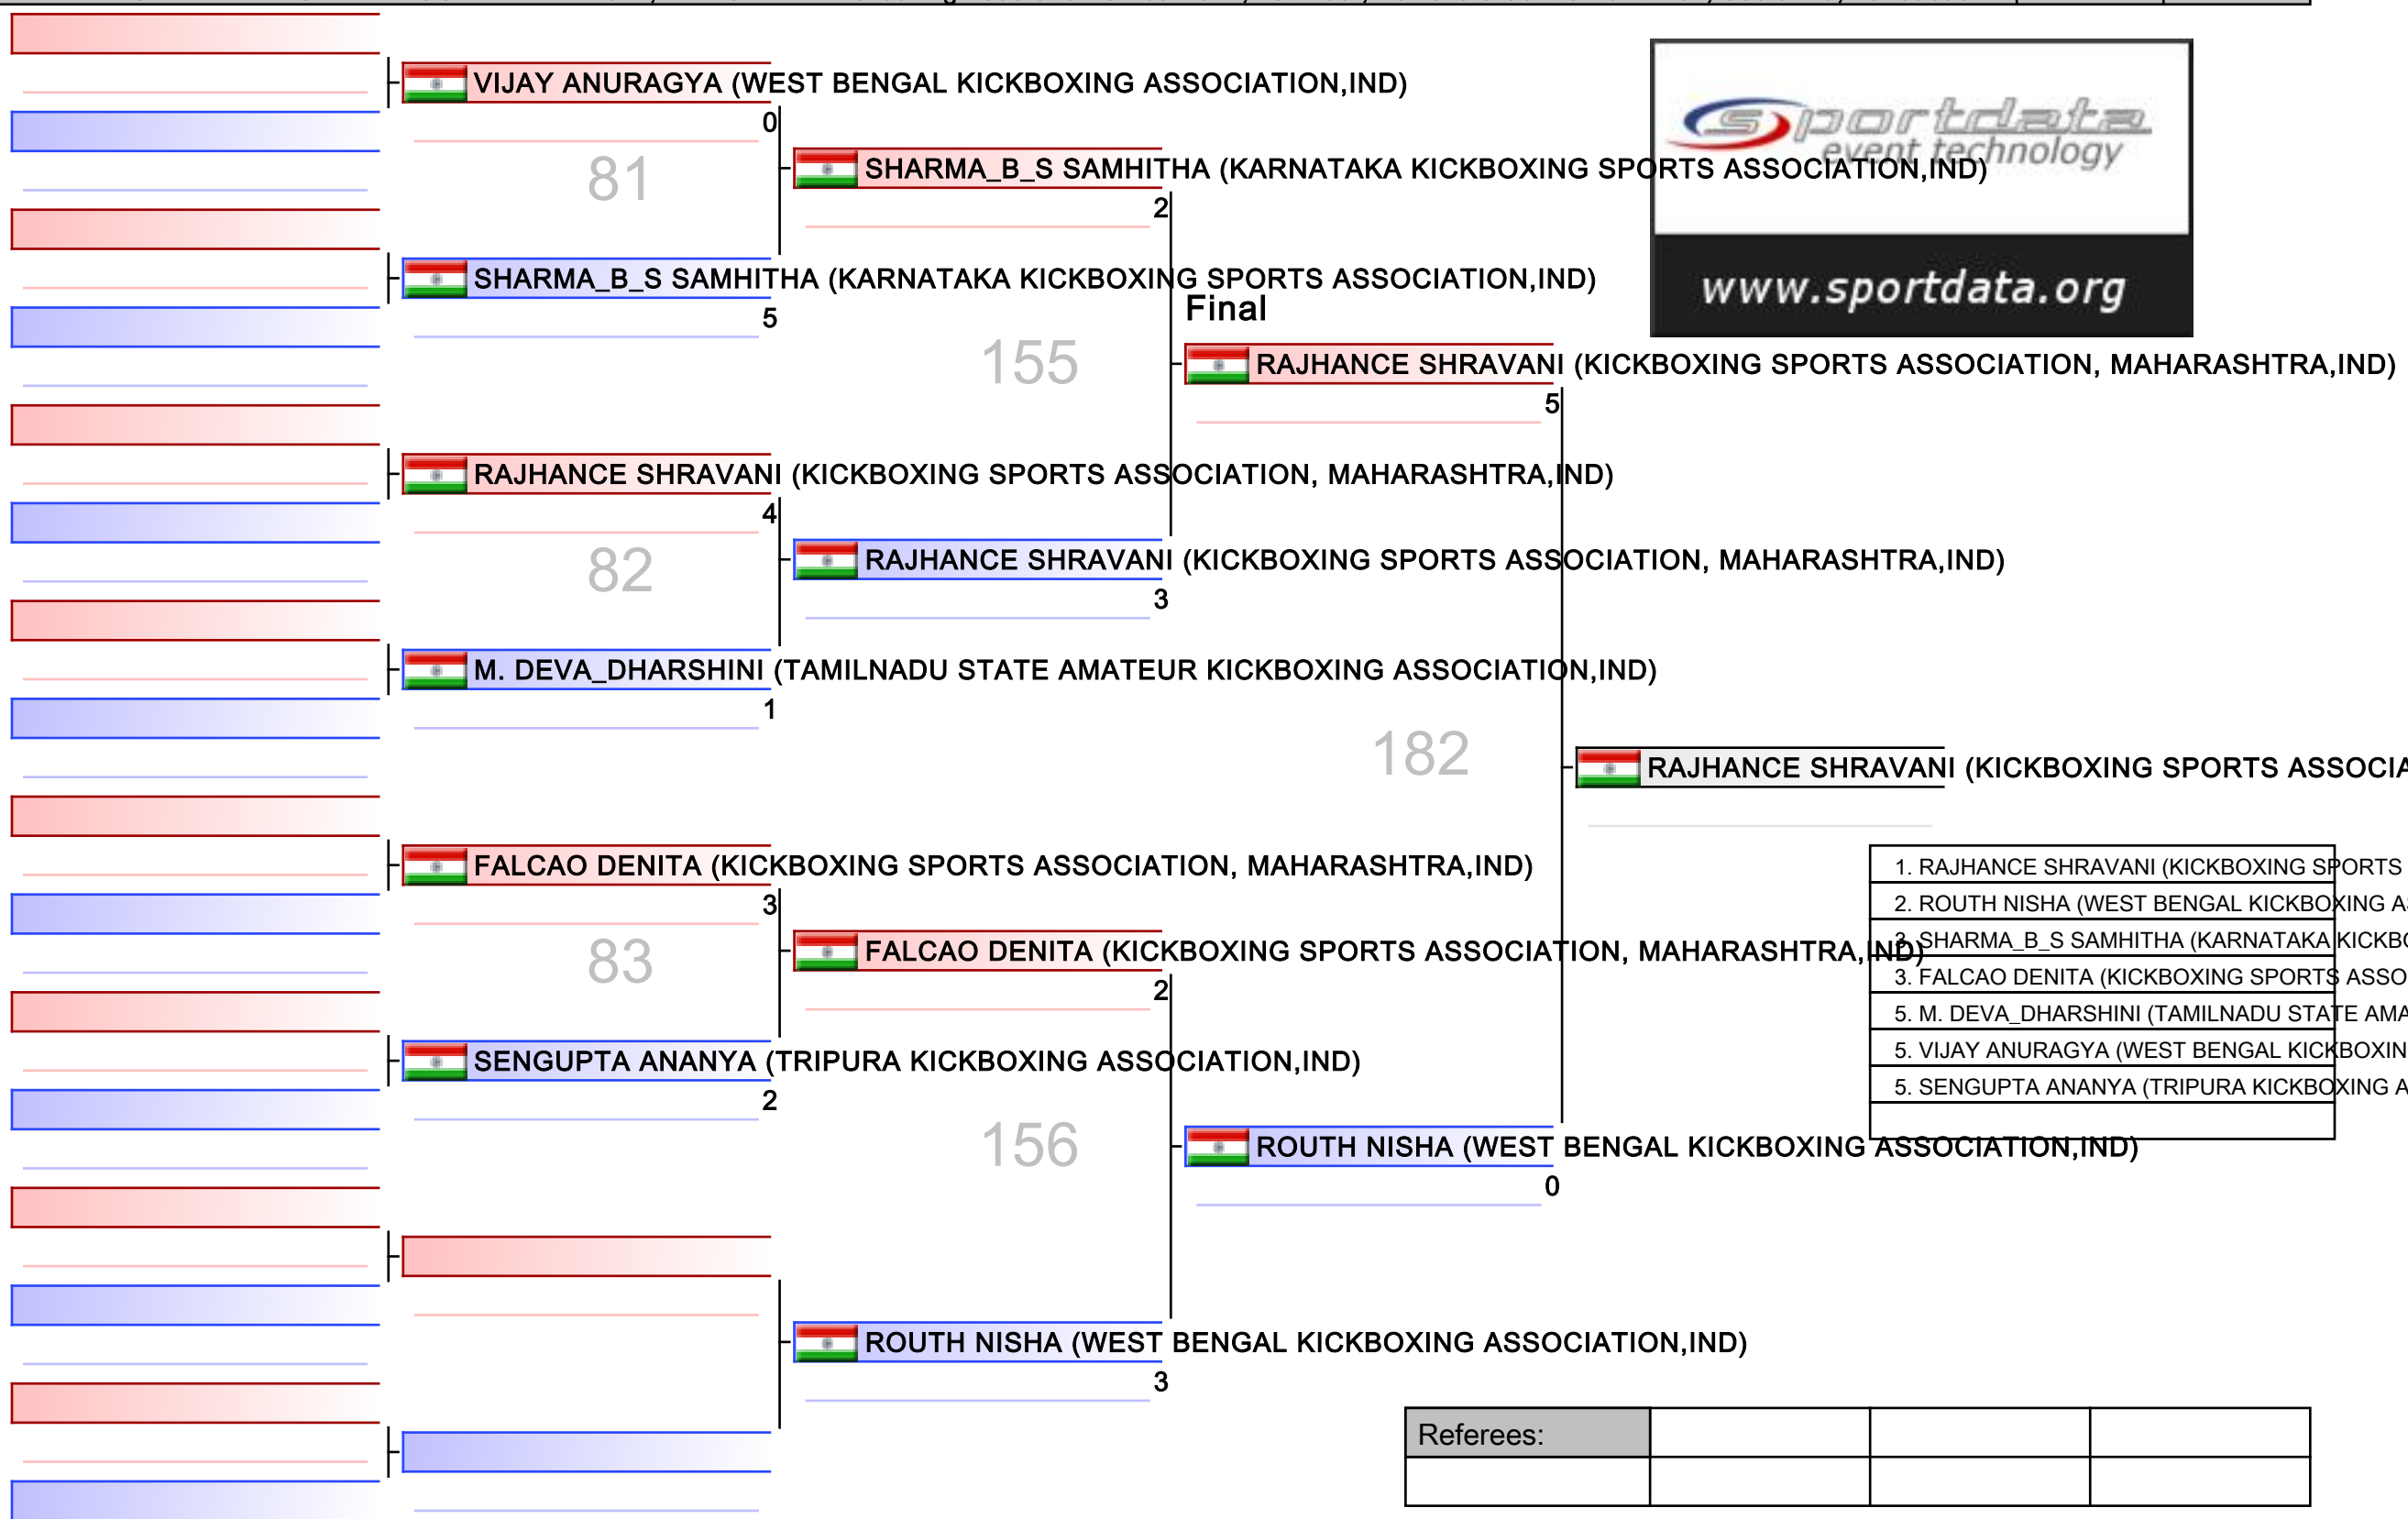 VIJAY ANURAGYA (WEST BENGAL KICKBOXING ASSOCIATION,IND)
0
81
SHARMA_B_S SAMHITHA (KARNATAKA KICKBOXING SPORTS ASSOCIATION,IND)
2
sportdata
event technology
www.sportdata.org
SHARMA_B_S SAMHITHA (KARNATAKA KICKBOXING SPORTS ASSOCIATION,IND)
5
Final
155
RAJHANCE SHRAVANI (KICKBOXING SPORTS ASSOCIATION, MAHARASHTRA,IND)
5
RAJHANCE SHRAVANI (KICKBOXING SPORTS ASSOCIATION, MAHARASHTRA,IND)
4
82
RAJHANCE SHRAVANI (KICKBOXING SPORTS ASSOCIATION, MAHARASHTRA,IND)
3
M. DEVA_DHARSHINI (TAMILNADU STATE AMATEUR KICKBOXING ASSOCIATION,IND)
1
182
RAJHANCE SHRAVANI (KICKBOXING SPORTS
FALCAO DENITA (KICKBOXING SPORTS ASSOCIATION, MAHARASHTRA,IND)
3
83
FALCAO DENITA (KICKBOXING SPORTS ASSOCIATION, MAHARASHTRA,IND)
2
SENGUPTA ANANYA (TRIPURA KICKBOXING ASSOCIATION,IND)
2
156
ROUTH NISHA (WEST BENGAL KICKBOXING ASSOCIATION,IND)
0
1. RAJHANCE SHRAVANI (KICKBOXING SPORTS
2. ROUTH NISHA (WEST BENGAL KICKBOXING
3. SHARMA_B_S SAMHITHA (KARNATAKA
3. FALCAO DENITA (KICKBOXING SPORTS
5. M. DEVA_DHARSHINI (TAMILNADU STATE
5. VIJAY ANURAGYA (WEST BENGAL
5. SENGUPTA ANANYA (TRIPURA KICKBOXING
ROUTH NISHA (WEST BENGAL KICKBOXING ASSOCIATION,IND)
3
Referees: